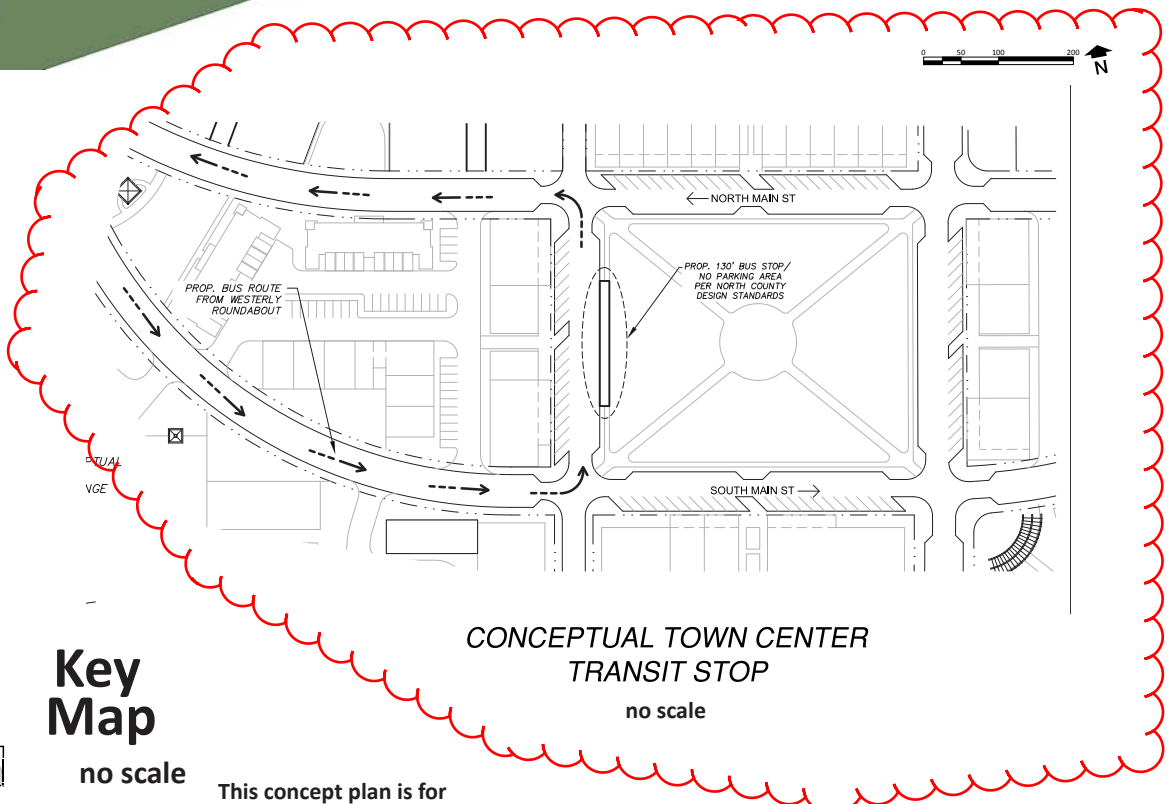 0 50 100 200
N
NORTH MAIN ST
PROP. 130' BUS STOP/
NO PARKING AREA
PER NORTH COUNTY
DESIGN STANDARDS
PROP. BUS ROUTE
FROM WESTERLY
ROUNDABOUT
TUAL
NGE
SOUTH MAIN ST
CONCEPTUAL TOWN CENTER
TRANSIT STOP
no scale
Key
Map
no scale
This concept plan is for